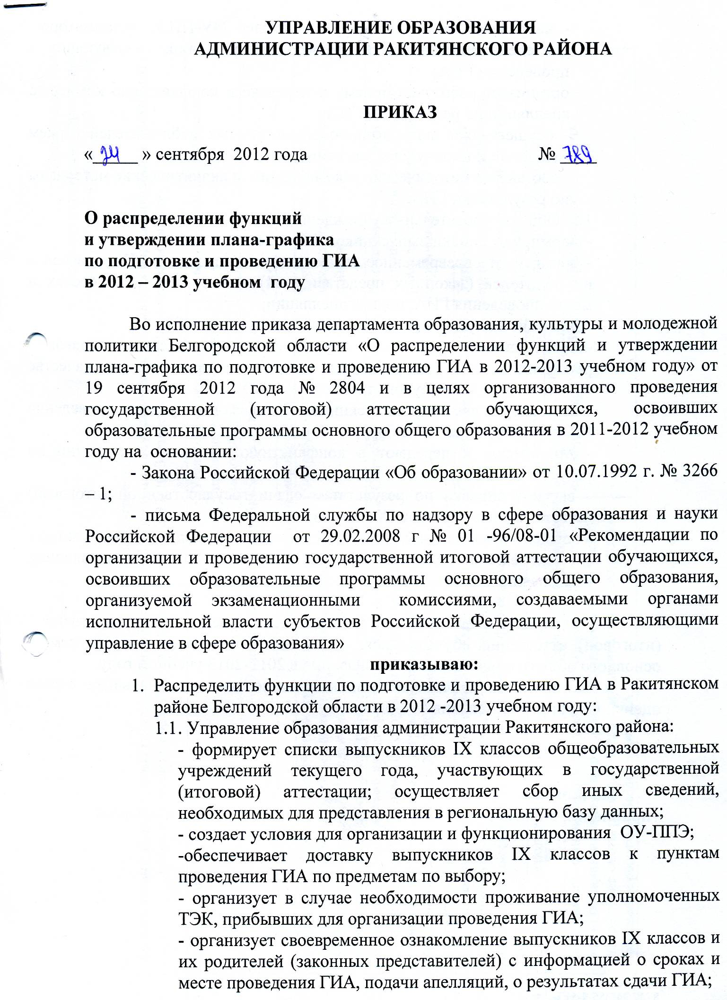 УПРАВЛЕНИЕ ОБРАЗОВАНИЯ
АДМИНИСТРАЦИИ РАКИТЯНСКОГО РАЙОНА
ПРИКАЗ
« 24 » сентября 2012 года № 789
О распределении функций
и утверждении плана-графика
по подготовке и проведению ГИА
в 2012 – 2013 учебном году
Во исполнение приказа департамента образования, культуры и молодежной
политики Белгородской области «О распределении функций и утверждении
плана-графика по подготовке и проведению ГИА в 2012-2013 учебном году» от
19 сентября 2012 года № 2804 и в целях организованного проведения
государственной (итоговой) аттестации обучающихся, освоивших
образовательные программы основного общего образования в 2011-2012 учебном
году на основании:
- Закона Российской Федерации «Об образовании» от 10.07.1992 г. № 3266
– 1;
- письма Федеральной службы по надзору в сфере образования и науки
Российской Федерации от 29.02.2008 г № 01 -96/08-01 «Рекомендации по
организации и проведению государственной итоговой аттестации обучающихся,
освоивших образовательные программы основного общего образования,
организуемой экзаменационными комиссиями, создаваемыми органами
исполнительной власти субъектов Российской Федерации, осуществляющими
управление в сфере образования»
приказываю:
1. Распределить функции по подготовке и проведению ГИА в Ракитянском
районе Белгородской области в 2012 -2013 учебном году:
1.1. Управление образования администрации Ракитянского района:
- формирует списки выпускников IX классов общеобразовательных
учреждений текущего года, участвующих в государственной
(итоговой) аттестации; осуществляет сбор иных сведений,
необходимых для представления в региональную базу данных;
- создает условия для организации и функционирования ОУ-ППЭ;
-обеспечивает доставку выпускников IX классов к пунктам
проведения ГИА по предметам по выбору;
- организует в случае необходимости проживание уполномоченных
ТЭК, прибывших для организации проведения ГИА;
- организует своевременное ознакомление выпускников IX классов и
их родителей (законных представителей) с информацией о сроках и
месте проведения ГИА, подачи апелляций, о результатах сдачи ГИА;